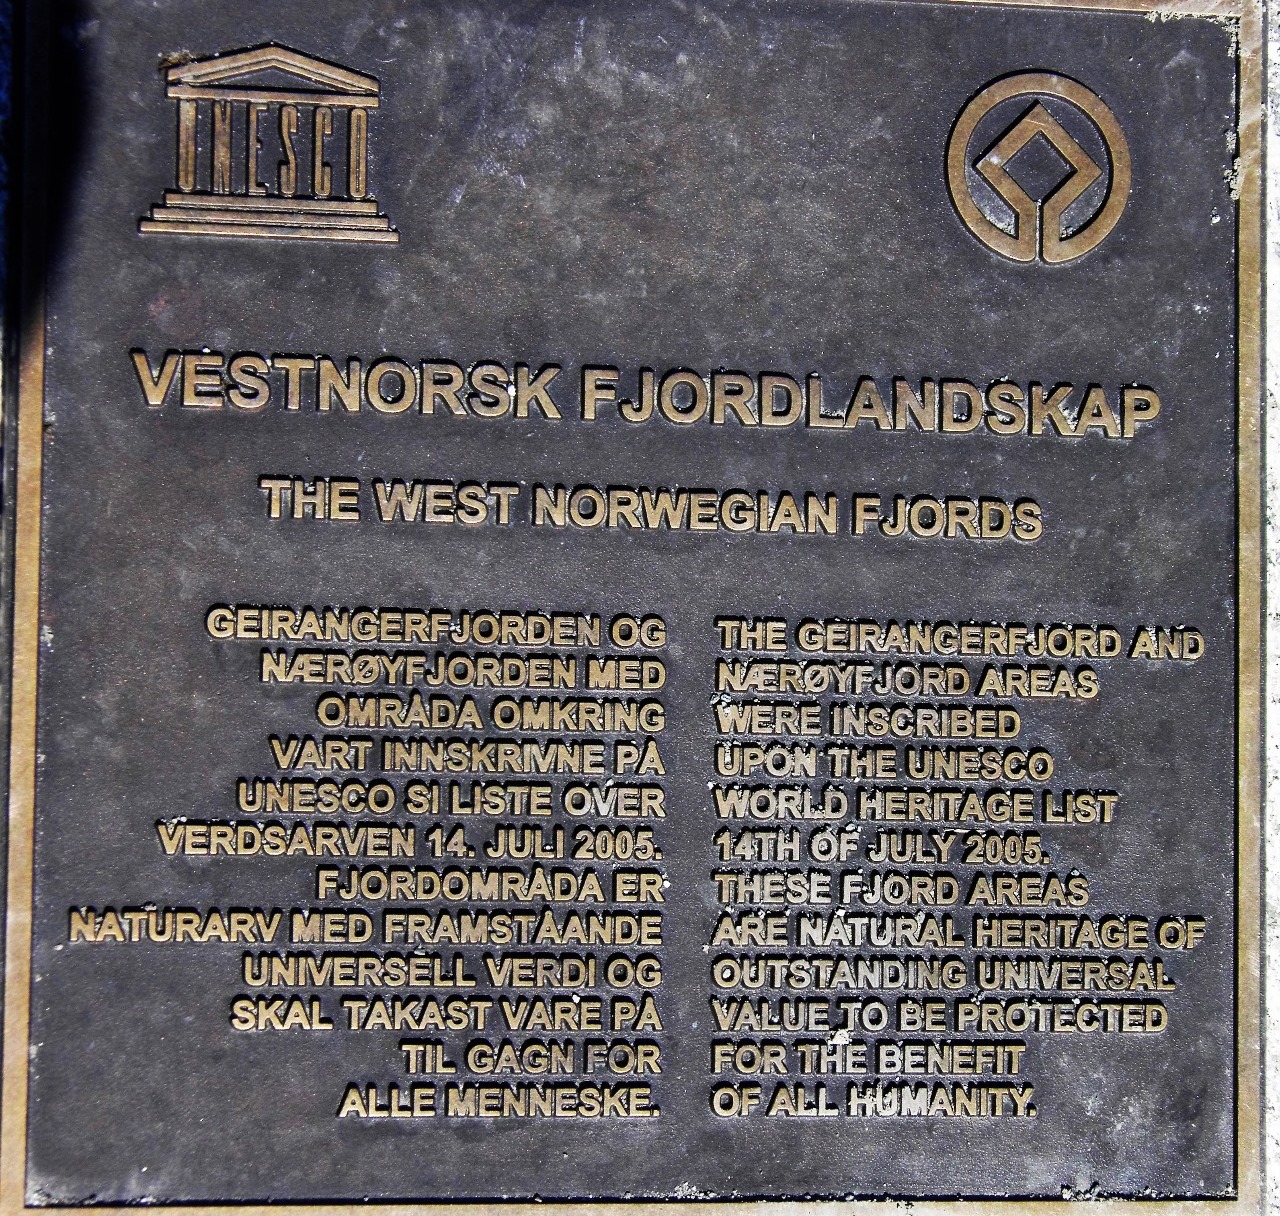 UNESCO
VESTNORSK FJORDLANDSKAP
THE WEST NORWEGIAN FJORDS
GEIRANGERFJORDEN OG
NÆRØYFJORDEN MED
OMRÅDA OMKRING
VART INNSKRIVNE PÅ
UNESCO SI LISTE OVER
VERDSARVEN 14. JULI 2005.
FJORDOMRÅDA ER
NATURARV MED FRAMSTÅANDE
UNIVERSELL VERDI OG
SKAL TAKAST VARE PÅ
TIL GAGN FOR
ALLE MENNESKE.
THE GEIRANGERFJORD AND
NÆRØYFJORD AREAS
WERE INSCRIBED
UPON THE UNESCO
WORLD HERITAGE LIST
14TH OF JULY 2005.
THESE FJORD AREAS
ARE NATURAL HERITAGE OF
OUTSTANDING UNIVERSAL
VALUE TO BE PROTECTED
FOR THE BENEFIT
OF ALL HUMANITY.